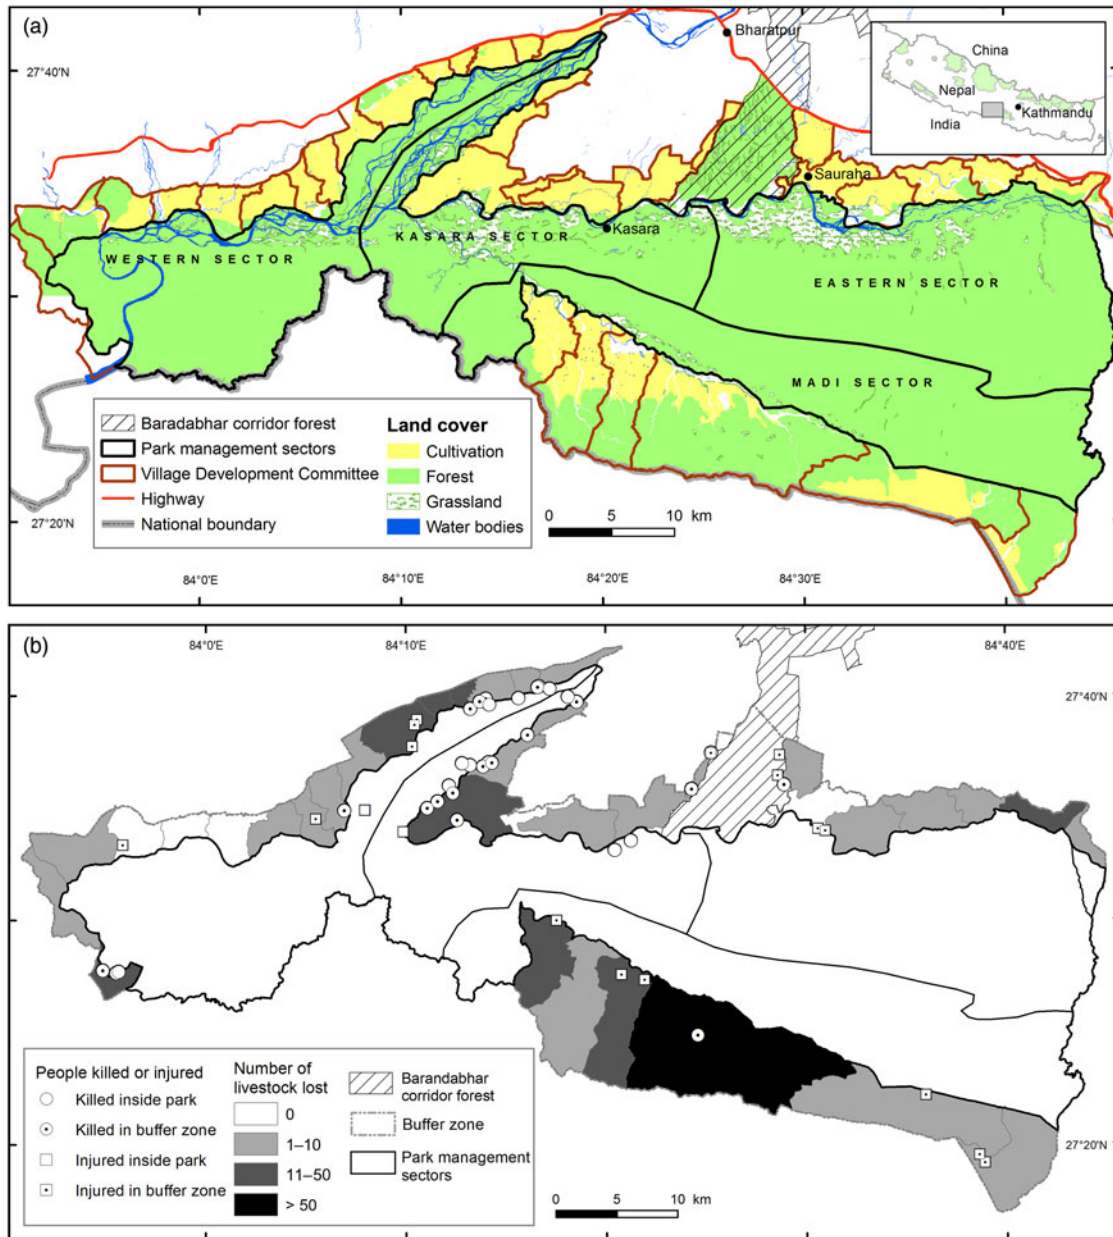 (a)
Bharatpur
27°40'N
China
Nepal
Kathmandu
India
Sauraha
Kasara
KASARA SECTOR
WESTERN SECTOR
EASTERN SECTOR
MADI SECTOR
Baradabhar corridor forest
Park management sectors
Village Development Committee
Highway
National boundary
Land cover
Cultivation
Forest
Grassland
Water bodies
27°20'N
0 5 10 km
84°0'E 84°10'E 84°20'E 84°30'E
(b)
84°0'E 84°10'E 84°40'E
27°40'N
People killed or injured
Killed inside park
Killed in buffer zone
Injured inside park
Injured in buffer zone
Number of
livestock lost
0
1–10
11–50
> 50
Barandabhar
corridor forest
Buffer zone
Park management
sectors
0 5 10 km
27°20'N